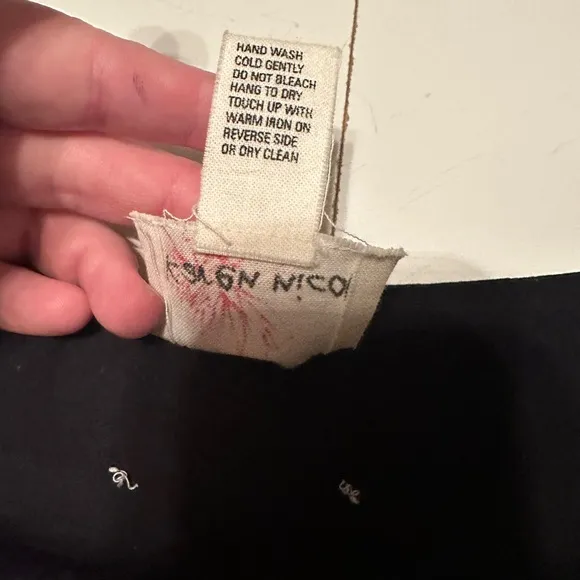 HAND WASH
COLD GENTLY
DO NOT BLEACH
HANG TO DRY
TOUCH UP WITH
WARM IRON ON
REVERSE SIDE
OR DRY CLEAN
NiCO